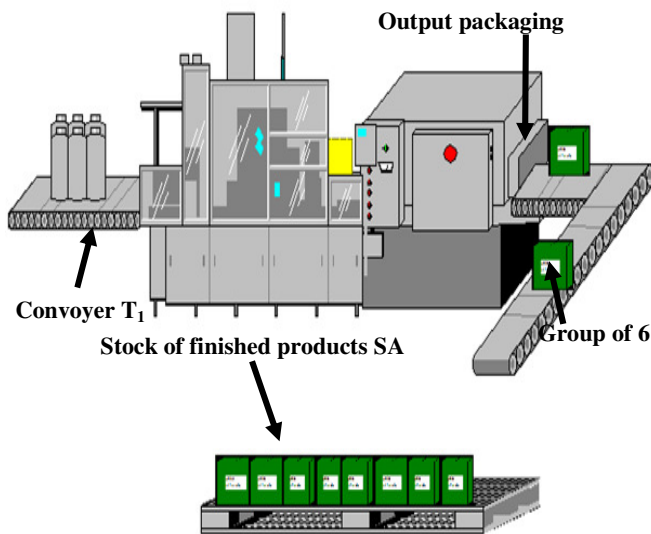 Output packaging
Convoyer T₁
Group of 6
Stock of finished products SA